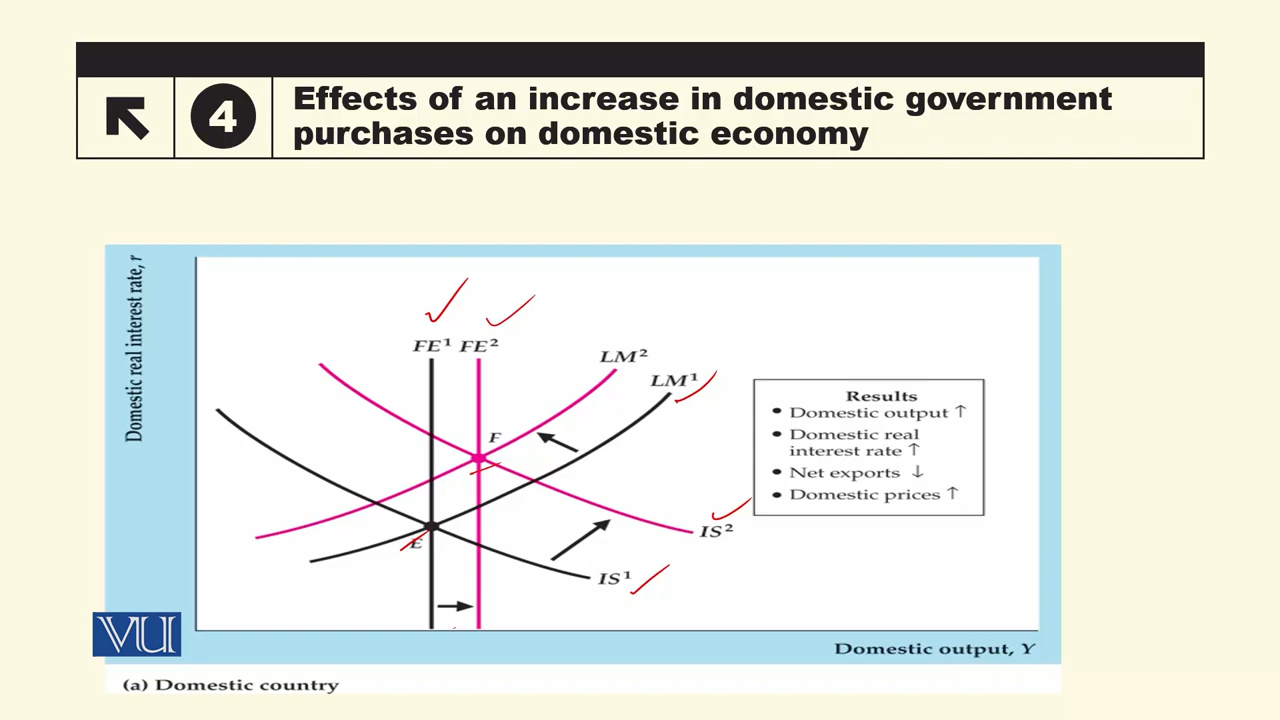 4
Effects of an increase in domestic government
purchases on domestic economy
Domestic real interest rate, r
FE¹ FE²
LM²
LM¹
F
E
IS²
IS¹
Results
• Domestic output ↑
• Domestic real
interest rate ↑
• Net exports ↓
• Domestic prices ↑
VU
Domestic output, Y
(a) Domestic country